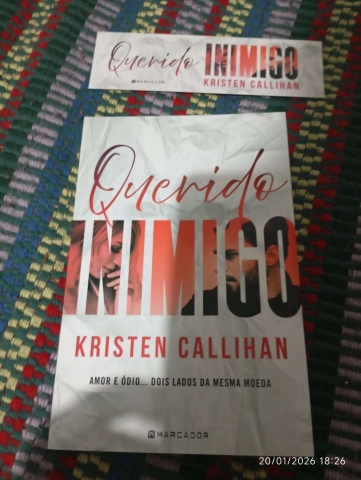 Querido INIMIGO
MARCADOR KRISTEN CALLIHAN
Querido
INIMIGO
KRISTEN CALLIHAN
AMOR E ÓDIO... DOIS LADOS DA MESMA MOEDA
MARCADOR
20/01/2026 18:26